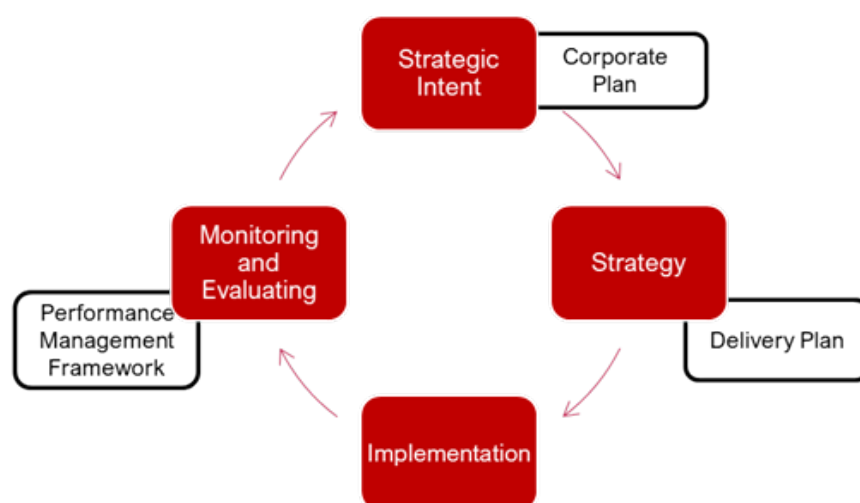 Strategic
Intent
Corporate
Plan
Monitoring
and
Evaluating
Strategy
Performance
Management
Framework
Delivery Plan
Implementation